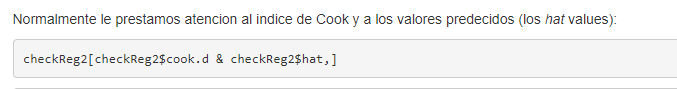 Normalmente le prestamos atencion al indice de Cook y a los valores predecidos (los hat values):
checkReg2[checkReg2$cook.d & checkReg2$hat,]